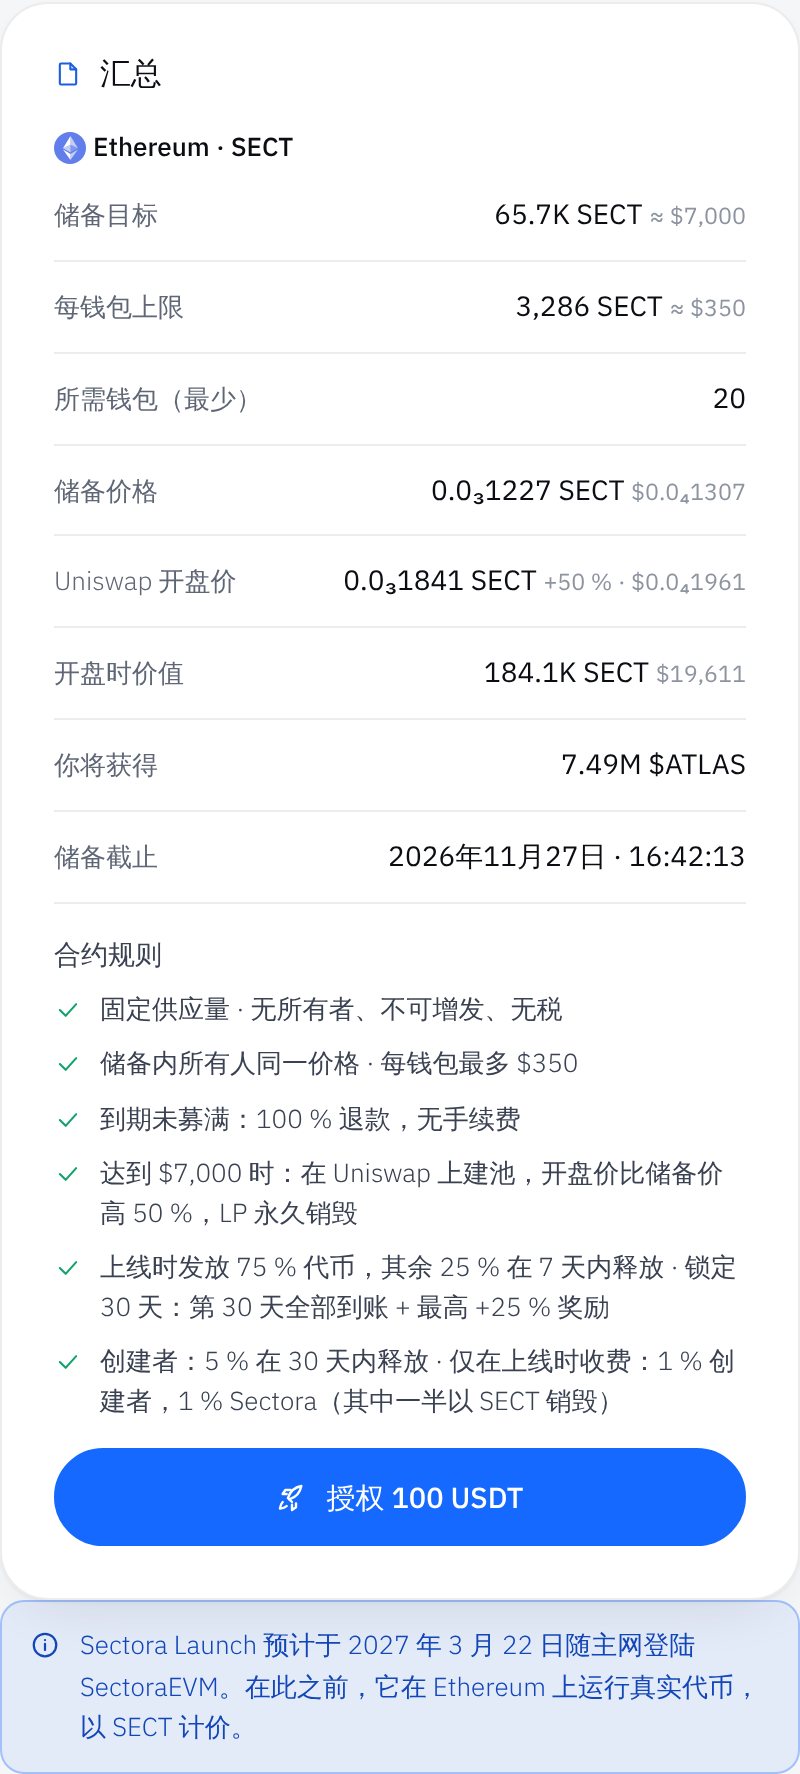 汇总
Ethereum · SECT
储备目标 65.7K SECT ≈ $7,000
每钱包上限 3,286 SECT ≈ $350
所需钱包（最少） 20
储备价格 0.0₃1227 SECT $0.0₄1307
Uniswap 开盘价 0.0₃1841 SECT +50 % · $0.0₄1961
开盘时价值 184.1K SECT $19,611
你将获得 7.49M $ATLAS
储备截止 2026年11月27日 · 16:42:13
合约规则
固定供应量 · 无所有者、不可增发、无税
储备内所有人同一价格 · 每钱包最多 $350
到期未募满：100 % 退款，无手续费
达到 $7,000 时：在 Uniswap 上建池，开盘价比储备价
高 50 %，LP 永久销毁
上线时发放 75 % 代币，其余 25 % 在 7 天内释放 · 锁定
30 天：第 30 天全部到账 + 最高 +25 % 奖励
创建者：5 % 在 30 天内释放 · 仅在上线时收费：1 % 创
建者，1 % Sectora（其中一半以 SECT 销毁）
授权 100 USDT
Sectora Launch 预计于 2027 年 3 月 22 日随主网登陆
SectoraEVM。在此之前，它在 Ethereum 上运行真实代币，
以 SECT 计价。